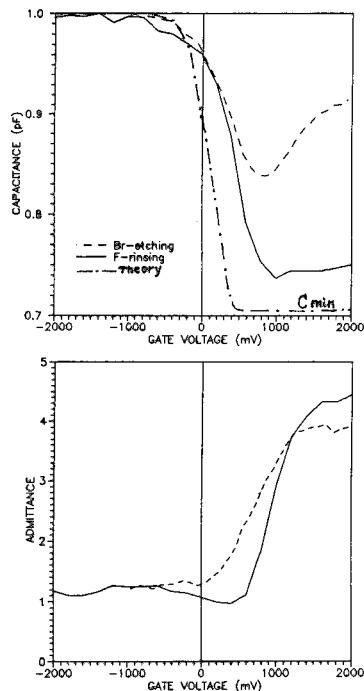 1.0
0.9
0.8
0.7
CAPACITANCE (pF)
Br-etching
F-rinsing
Theory
Cmin
-2000 -1000 0 1000 2000
GATE VOLTAGE (mV)
5
4
3
2
1
0
ADMITTANCE
-2000 -1000 0 1000 2000
GATE VOLTAGE (mV)